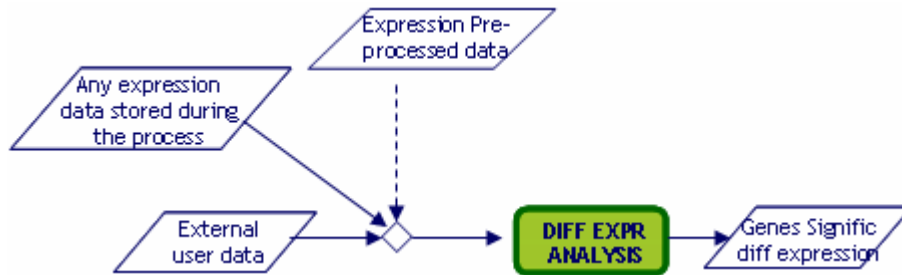 Expression Pre-
processed data
Any expression
data stored during
the process
External
user data
DIFF EXPR
ANALYSIS
Genes Signific
diff expression